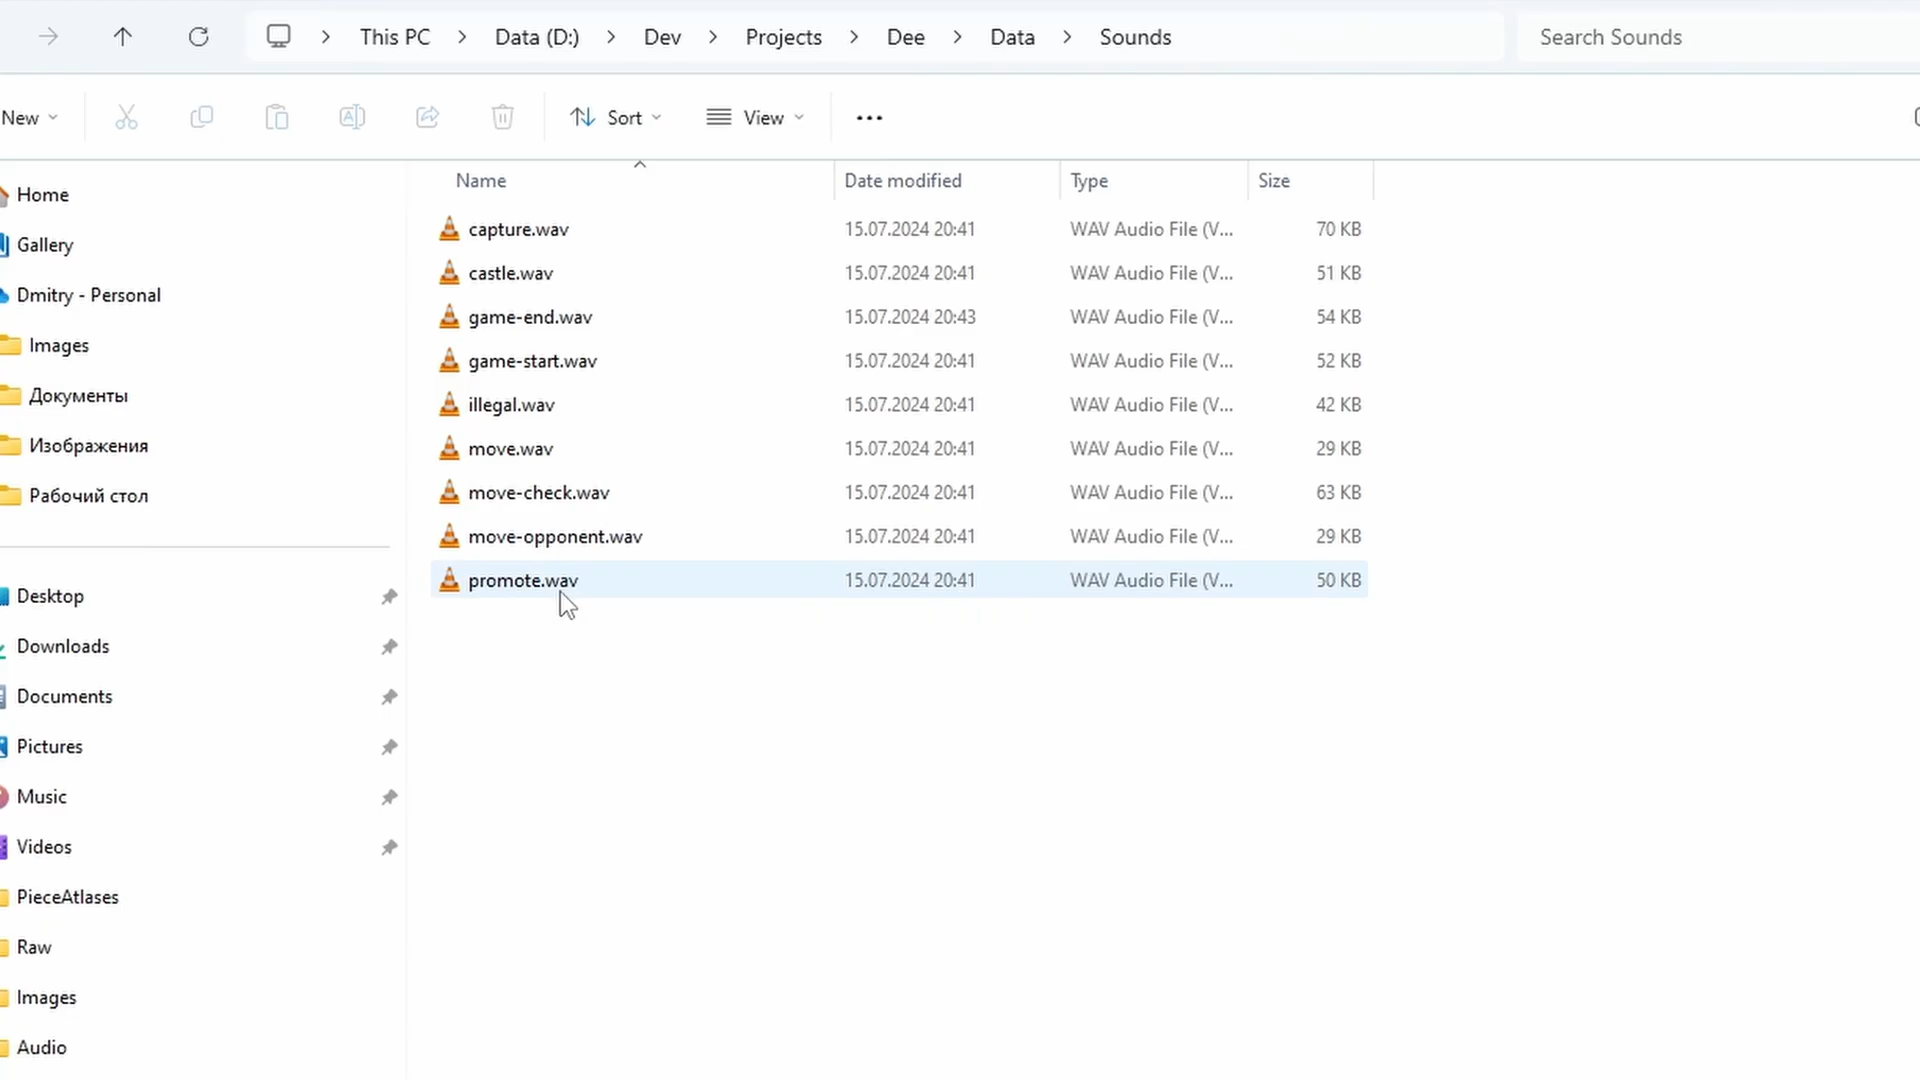 This PC > Data (D:) > Dev > Projects > Dee > Data > Sounds
Search Sounds
New
Sort
View
Name Date modified Type Size
capture.wav 15.07.2024 20:41 WAV Audio File (V... 70 KB
castle.wav 15.07.2024 20:41 WAV Audio File (V... 51 KB
game-end.wav 15.07.2024 20:43 WAV Audio File (V... 54 KB
game-start.wav 15.07.2024 20:41 WAV Audio File (V... 52 KB
illegal.wav 15.07.2024 20:41 WAV Audio File (V... 42 KB
move.wav 15.07.2024 20:41 WAV Audio File (V... 29 KB
move-check.wav 15.07.2024 20:41 WAV Audio File (V... 63 KB
move-opponent.wav 15.07.2024 20:41 WAV Audio File (V... 29 KB
promote.wav 15.07.2024 20:41 WAV Audio File (V... 50 KB
Home
Gallery
Dmitry - Personal
Images
Документы
Изображения
Рабочий стол
Desktop
Downloads
Documents
Pictures
Music
Videos
PieceAtlases
Raw
Images
Audio